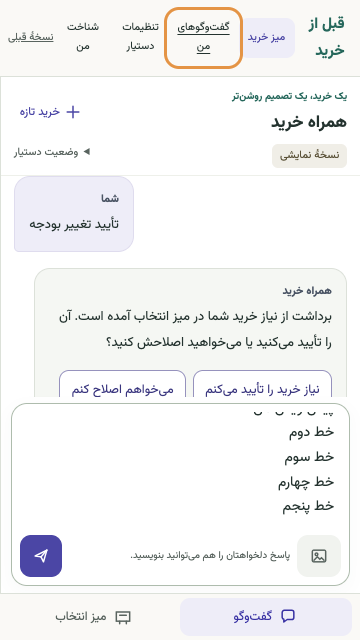 قبل از خرید
میز خرید
گفت‌وگوهای من
تنظیمات دستیار
شناخت من
نسخهٔ قبلی
یک خرید، یک تصمیم روشن‌تر
همراه خرید
خرید تازه
نسخهٔ نمایشی
وضعیت دستیار
شما
تأیید تغییر بودجه
همراه خرید
برداشت از نیاز خرید شما در میز انتخاب آمده است. آن
را تأیید می‌کنید یا می‌خواهید اصلاحش کنید؟
نیاز خرید را تأیید می‌کنم
می‌خواهم اصلاح کنم
خط دوم
خط سوم
خط چهارم
خط پنجم
پاسخ دلخواهتان را هم می‌توانید بنویسید.
گفت‌وگو
میز انتخاب